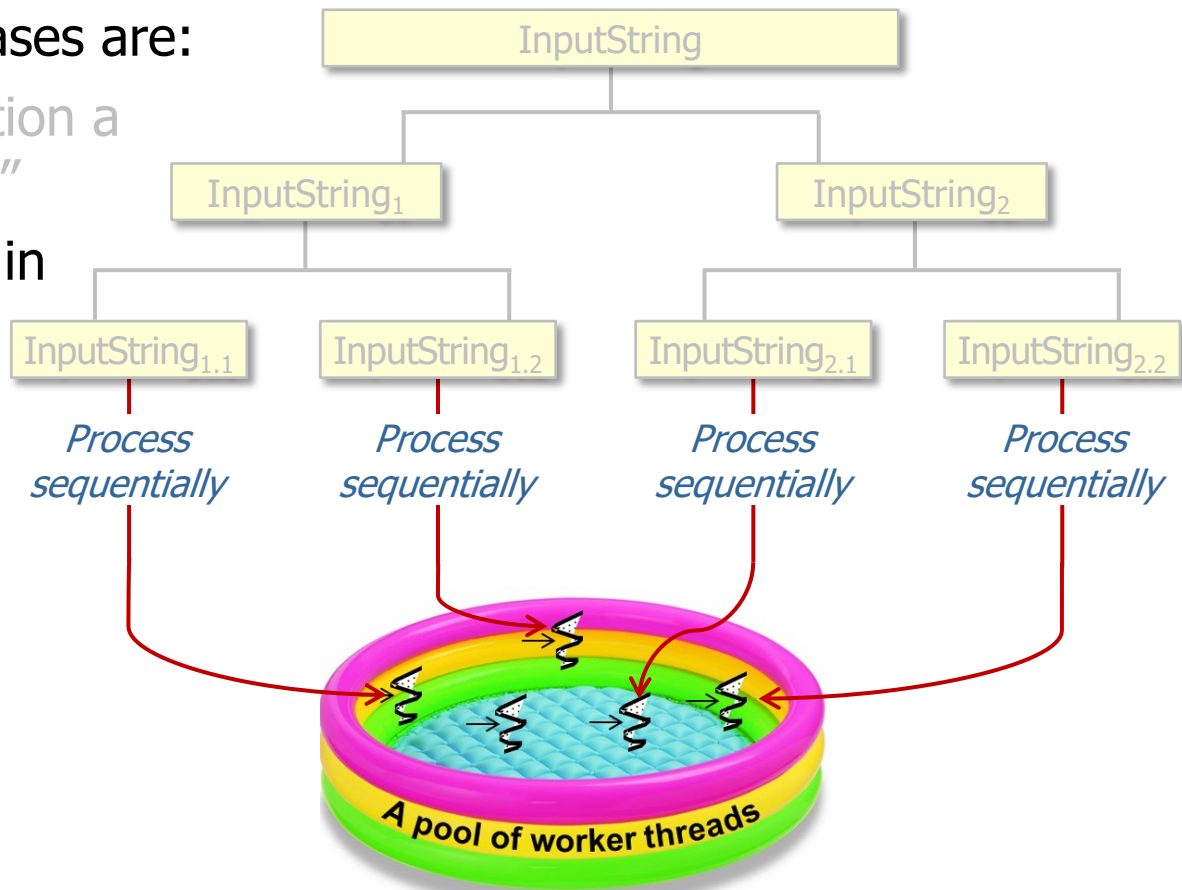 ases are:
InputString
tion a
”
InputString₁
InputString₂
in
InputString₁.₁
InputString₁.₂
InputString₂.₁
InputString₂.₂
Process
sequentially
Process
sequentially
Process
sequentially
Process
sequentially
A pool of worker threads